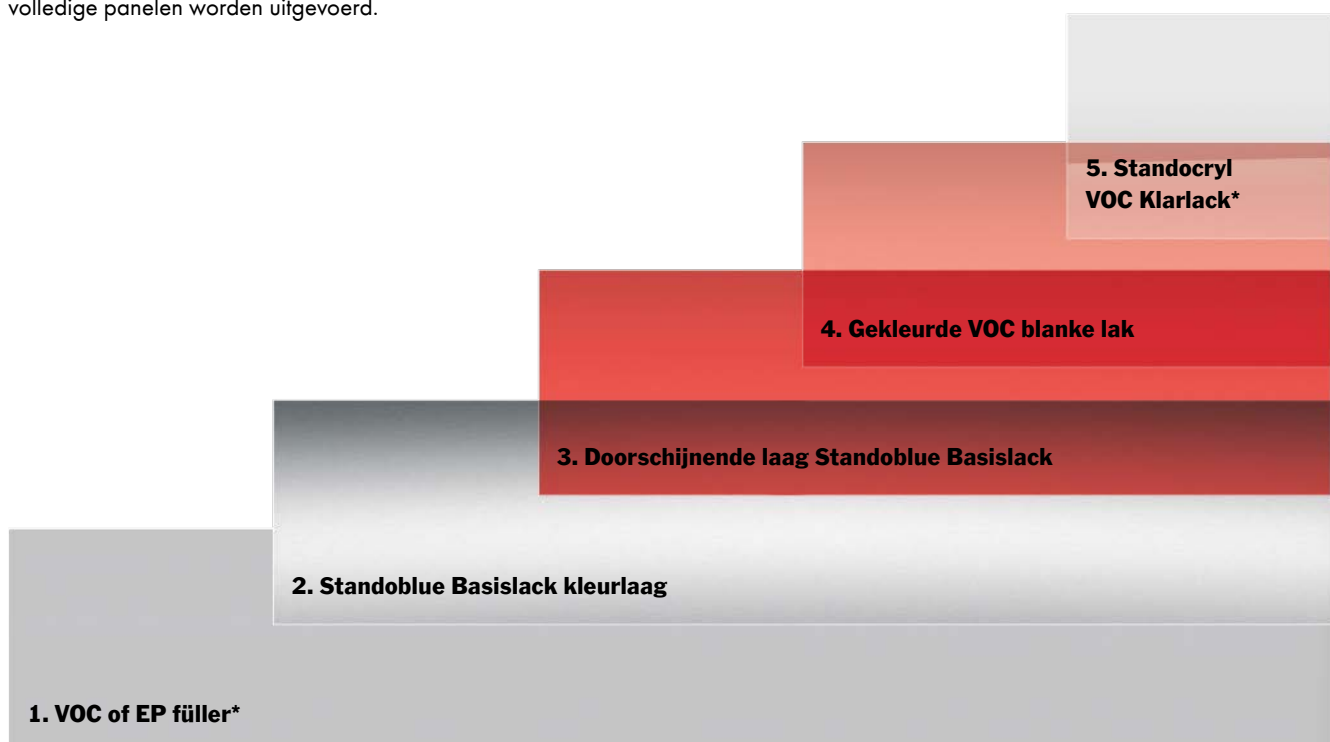 volledige panelen worden uitgevoerd.
5. Standocryl
VOC Klarlack*
4. Gekleurde VOC blanke lak
3. Doorschijnende laag Standoblue Basislack
2. Standoblue Basislack kleurlaag
1. VOC of EP füller*